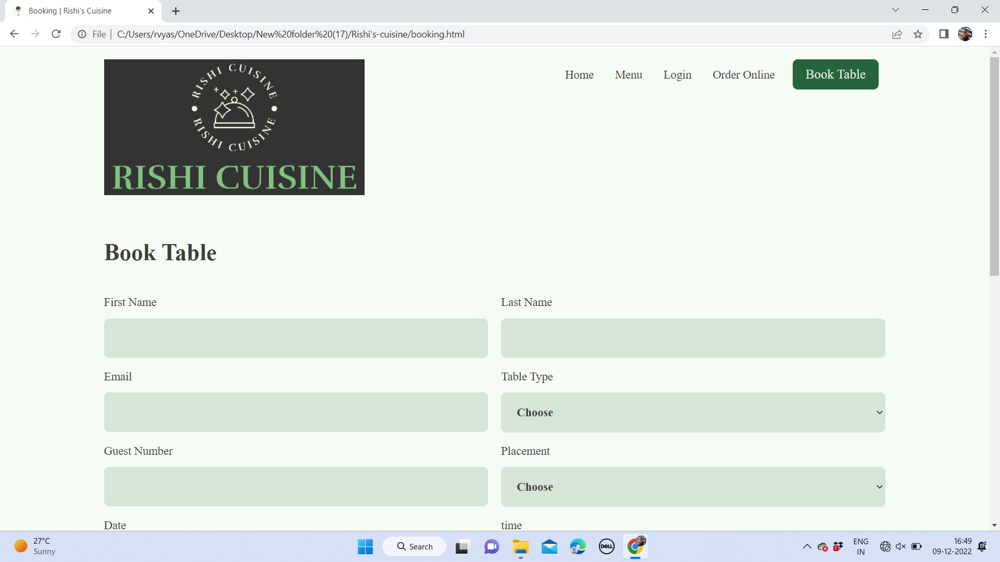 Booking | Rishi's Cuisine
File | C:/Users/rvyas/OneDrive/Desktop/New%20folder%20(17)/Rishi's-cuisine/booking.html
RISHI CUISINE
RISHI CUISINE
RISHI CUISINE
Home Menu Login Order Online Book Table
Book Table
First Name Last Name
Email Table Type
Choose
Guest Number Placement
Choose
Date time
27°C
Sunny
Search
DELL
1
ENG
IN
16:49
09-12-2022